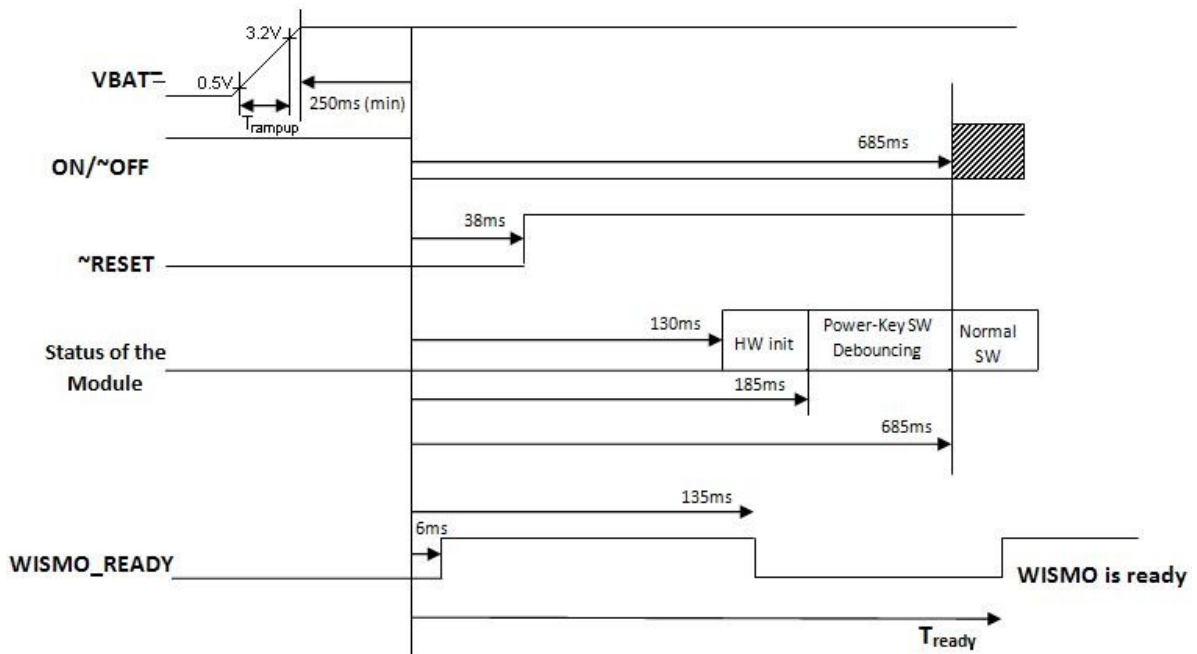 3.2V
VBAT
0.5V
250ms (min)
Trampup
ON/~OFF
685ms
~RESET
38ms
Status of the
Module
130ms
HW init
Power-Key SW
Debouncing
Normal
SW
185ms
685ms
135ms
6ms
WISMO_READY
WISMO is ready
Tready